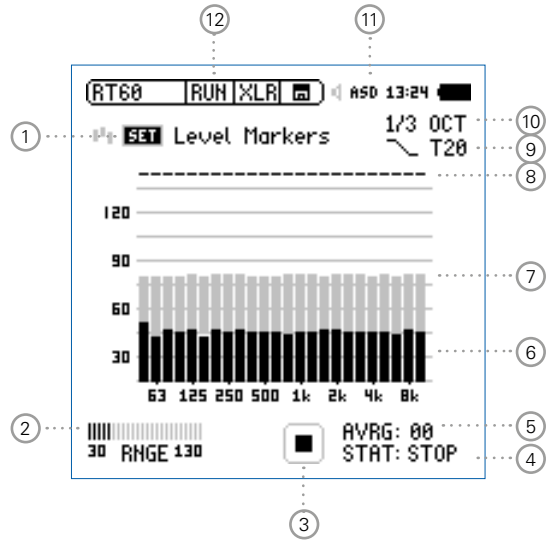 12 11
RT60 RUN XLR ASD 13:24
1 SET Level Markers 1/3 OCT 10
T20 9
8
120
90
7
60
6
30
63 125 250 500 1k 2k 4k 8k
2 AVRG: 00 5
30 RNGE 130 STAT: STOP 4
3